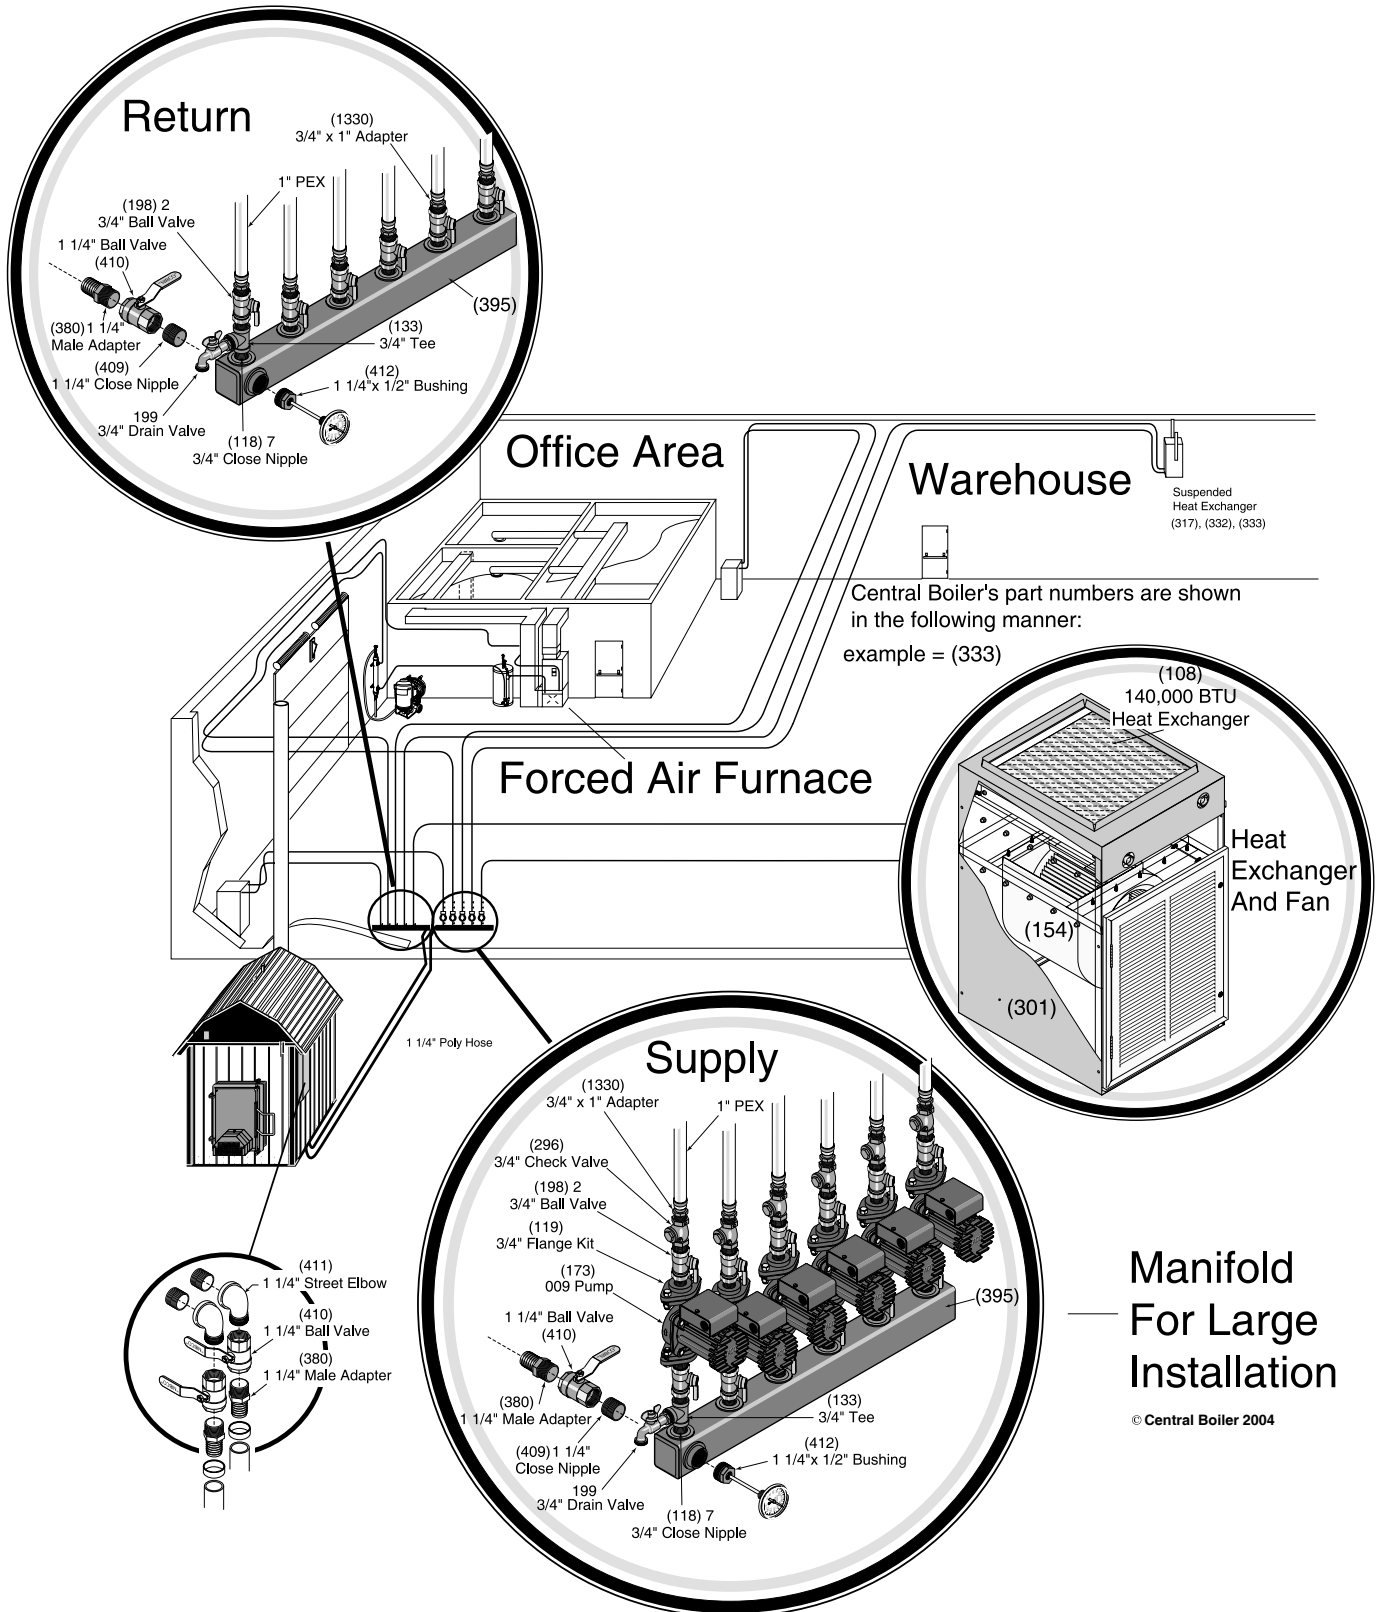 Return
(1330)
3/4" x 1" Adapter
1" PEX
(198) 2
3/4" Ball Valve
1 1/4" Ball Valve
(410)
(395)
(380) 1 1/4"
Male Adapter
(133)
3/4" Tee
(409)
1 1/4" Close Nipple
(412)
1 1/4"x 1/2" Bushing
199
3/4" Drain Valve
(118) 7
3/4" Close Nipple
Office Area
Warehouse
Suspended
Heat Exchanger
(317), (332), (333)
Central Boiler's part numbers are shown
in the following manner:
example = (333)
Forced Air Furnace
(108)
140,000 BTU
Heat Exchanger
Heat
Exchanger
And Fan
(154)
(301)
1 1/4" Poly Hose
Supply
(1330)
3/4" x 1" Adapter
1" PEX
(296)
3/4" Check Valve
(198) 2
3/4" Ball Valve
(119)
3/4" Flange Kit
(173)
009 Pump
1 1/4" Ball Valve
(410)
(395)
(380)
1 1/4" Male Adapter
(133)
3/4" Tee
(409) 1 1/4"
Close Nipple
(412)
1 1/4"x 1/2" Bushing
199
3/4" Drain Valve
(118) 7
3/4" Close Nipple
(411)
1 1/4" Street Elbow
(410)
1 1/4" Ball Valve
(380)
1 1/4" Male Adapter
Manifold
For Large
Installation
© Central Boiler 2004